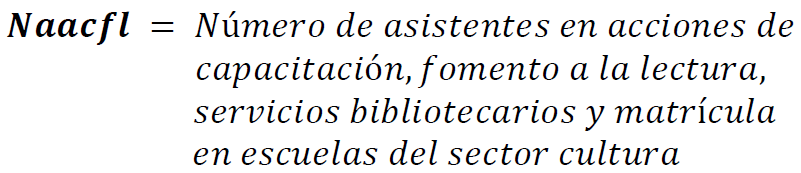 Naacfl = Número de asistentes en acciones de
capacitación, fomento a la lectura,
servicios bibliotecarios y matrícula
en escuelas del sector cultura